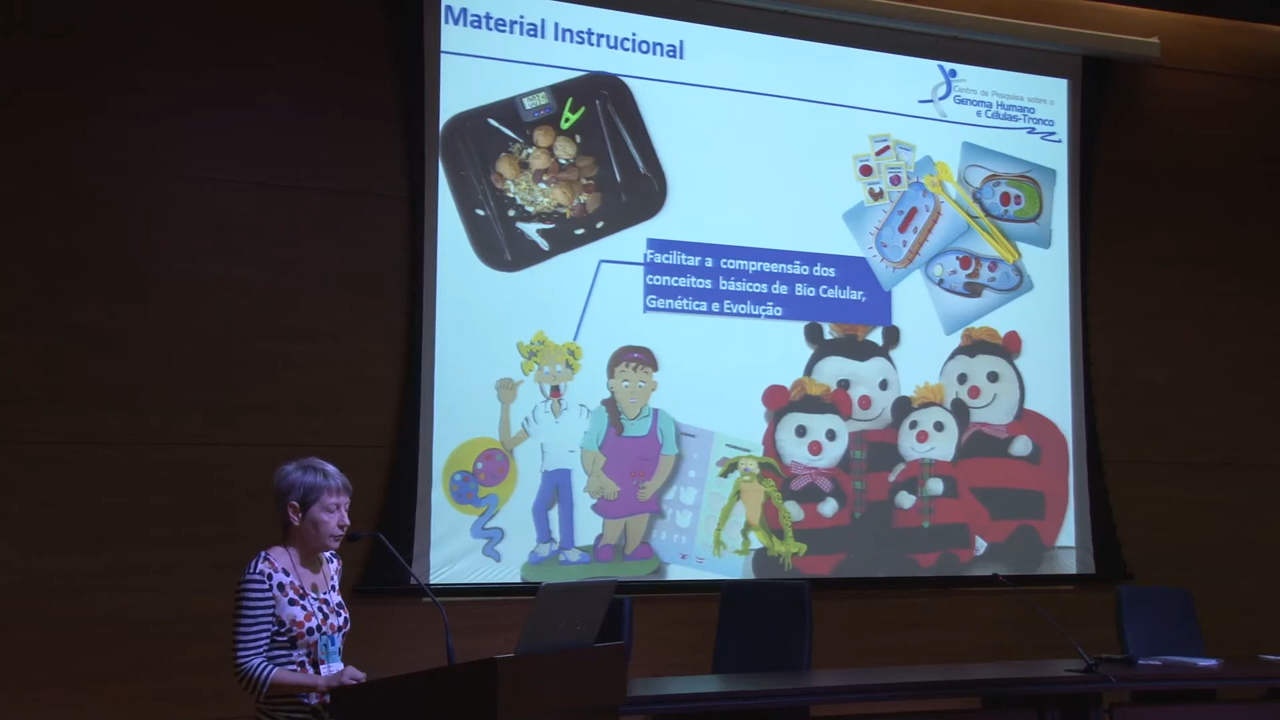 Material Instrucional
Centro de Pesquisa sobre o
Genoma Humano
e Células-Tronco
Facilitar a compreensão dos
conceitos básicos de Bio Celular,
Genética e Evolução